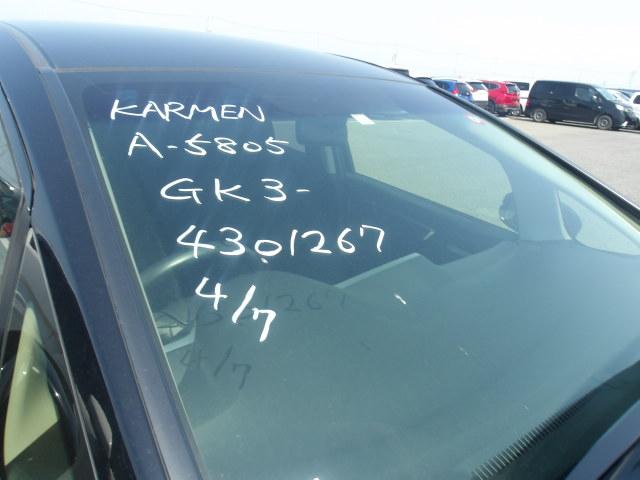 KARMEN
A-5805
GK3-
4301267
4/7